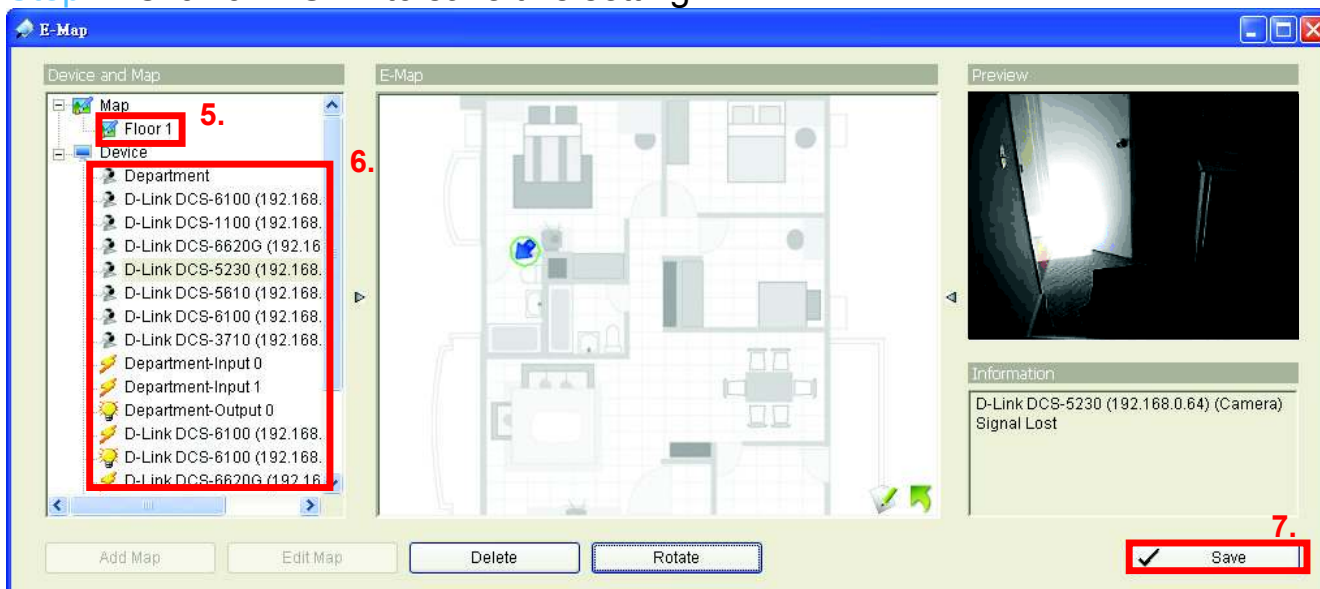 E-Map
Device and Map
E-Map
Preview
Map
Floor 1
5.
Device
6.
Department
D-Link DCS-6100 (192.168.
D-Link DCS-1100 (192.168.
D-Link DCS-6620G (192.16
D-Link DCS-5230 (192.168.
D-Link DCS-5610 (192.168.
D-Link DCS-6100 (192.168.
D-Link DCS-3710 (192.168.
Department-Input 0
Department-Input 1
Department-Output 0
D-Link DCS-6100 (192.168.
D-Link DCS-6100 (192.168.
D-Link DCS-6620G (192.16
Information
D-Link DCS-5230 (192.168.0.64) (Camera)
Signal Lost
7.
Add Map
Edit Map
Delete
Rotate
Save